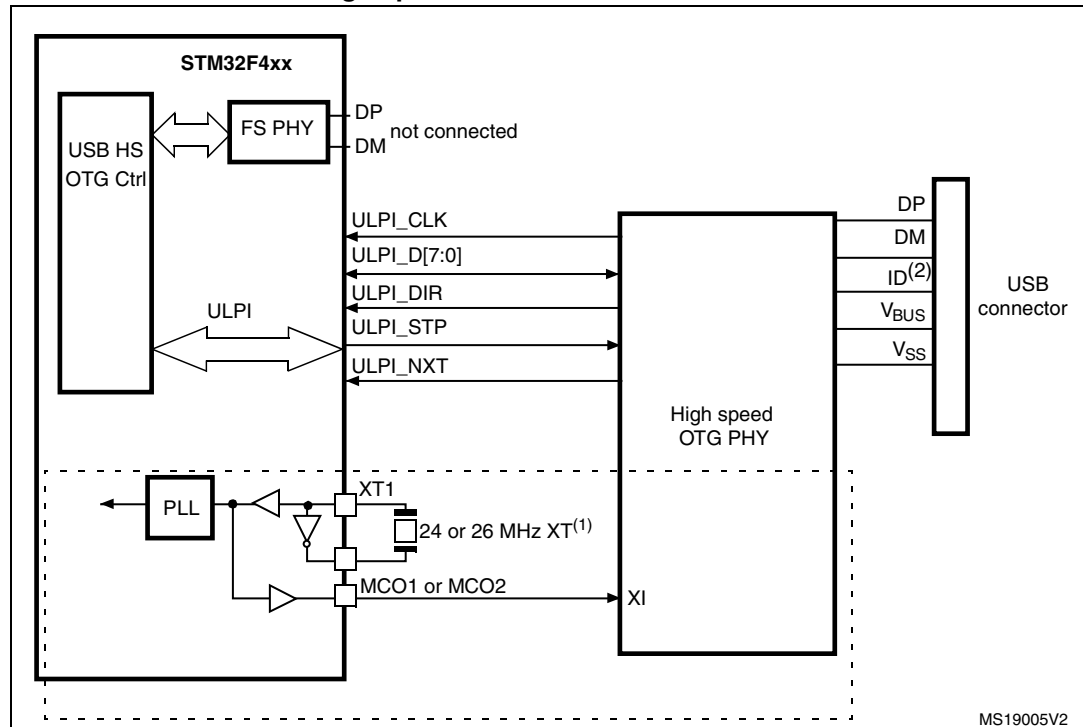 STM32F4xx
USB HS
OTG Ctrl
FS PHY
DP
DM
not connected
ULPI
ULPI_CLK
ULPI_D[7:0]
ULPI_DIR
ULPI_STP
ULPI_NXT
High speed
OTG PHY
DP
DM
ID(2)
VBUS
VSS
USB
connector
PLL
XT1
24 or 26 MHz XT(1)
MCO1 or MCO2
XI
MS19005V2